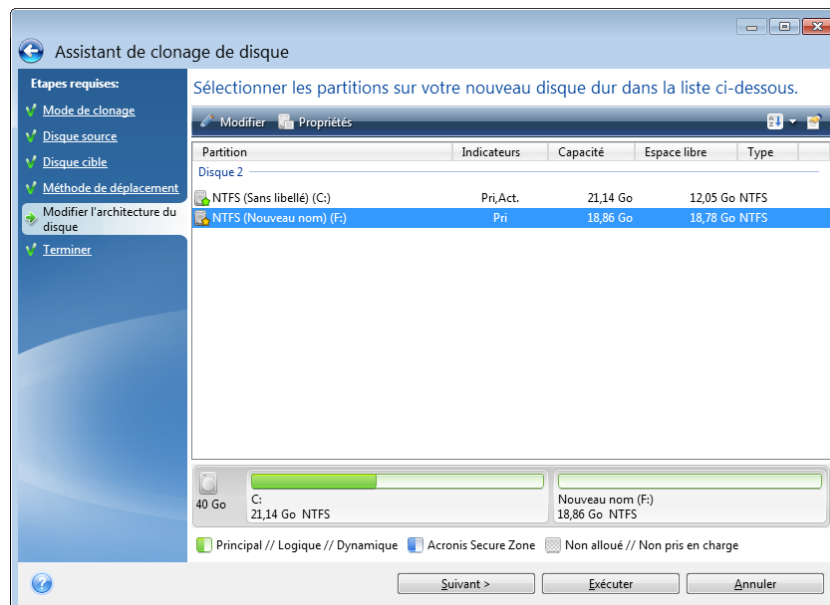 Assistant de clonage de disque
Etapes requises:
Mode de clonage
Disque source
Disque cible
Méthode de déplacement
Modifier l'architecture du
disque
Terminer
Sélectionner les partitions sur votre nouveau disque dur dans la liste ci-dessous.
Modifier Propriétés
Partition Indicateurs Capacité Espace libre Type
Disque 2
NTFS (Sans libellé) (C:) Pri,Act. 21,14 Go 12,05 Go NTFS
NTFS (Nouveau nom) (F:) Pri 18,86 Go 18,78 Go NTFS
40 Go
C:
21,14 Go NTFS
Nouveau nom (F:)
18,86 Go NTFS
Principal // Logique // Dynamique Acronis Secure Zone Non alloué // Non pris en charge
Suivant > Exécuter Annuler